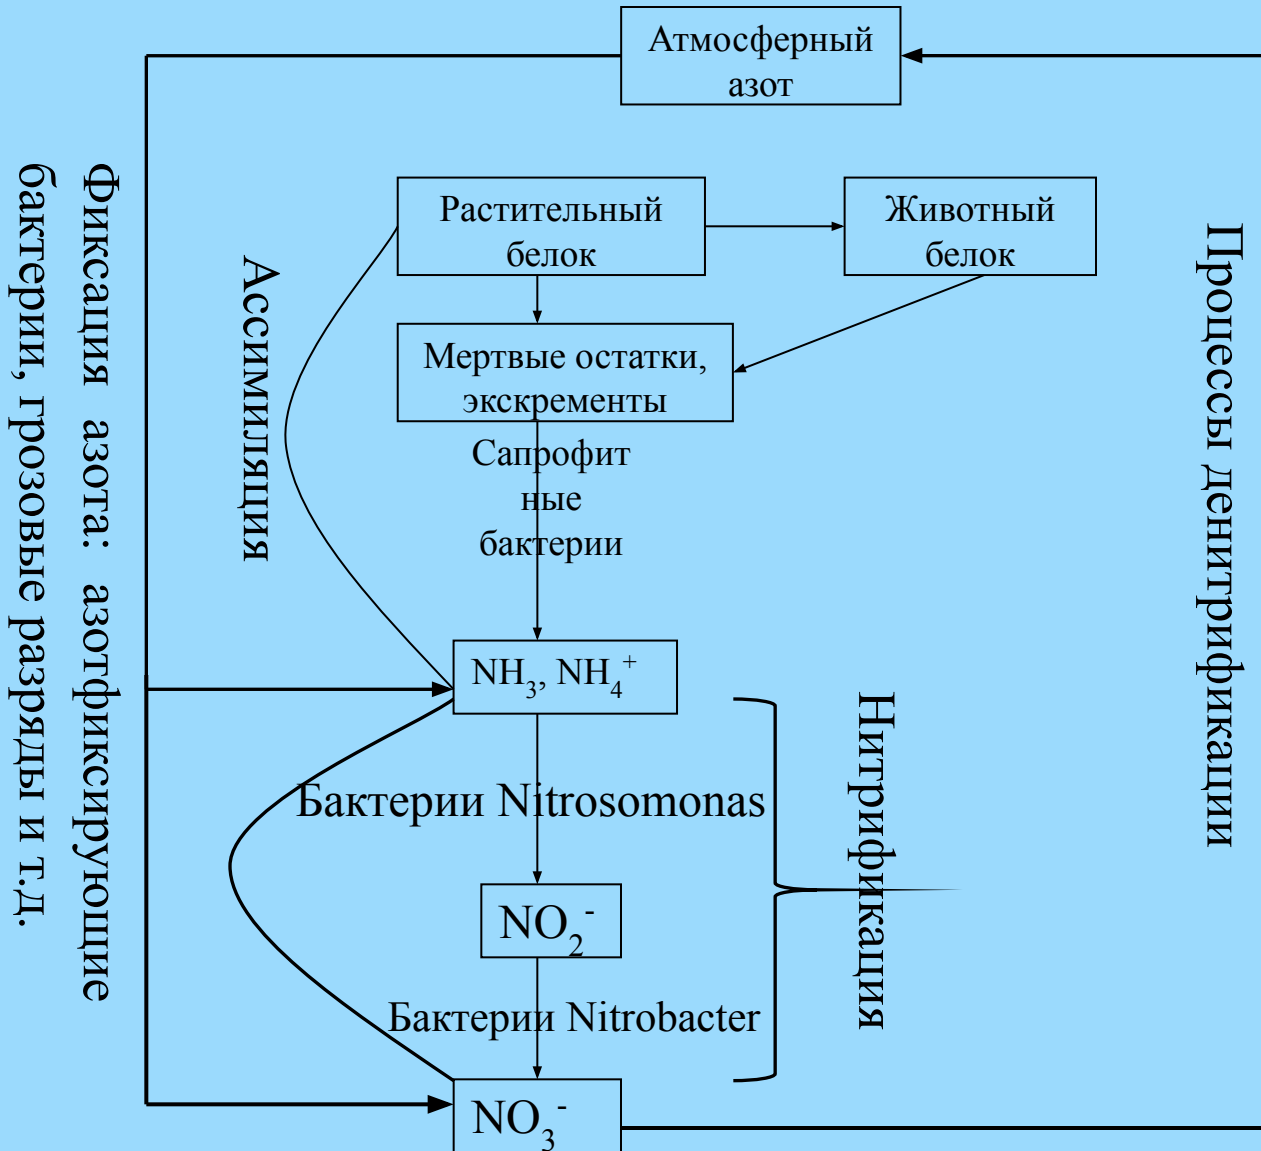 Атмосферный
азот
Растительный
белок
Животный
белок
Мертвые остатки,
экскременты
Сапрофит
ные
бактерии
Ассимиляция
Фиксация азота: азотфиксирующие
бактерии, грозовые разряды и т.д.
Процессы денитрификации
NH₃, NH₄⁺
Бактерии Nitrosomonas
Нитрификация
NO₂⁻
Бактерии Nitrobacter
NO₃⁻